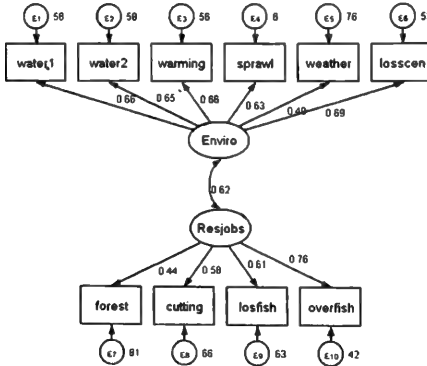 ε1 58 ε2 58 ε3 56 ε4 6 ε5 76 ε6 5
water1 water2 warming sprawl weather losscen
0.66 0.65 0.66 0.63 0.49 0.69
Enviro
0.62
Resjobs
0.44 0.58 0.61 0.76
forest cutting losfish overfish
ε7 81 ε8 66 ε9 63 ε10 42